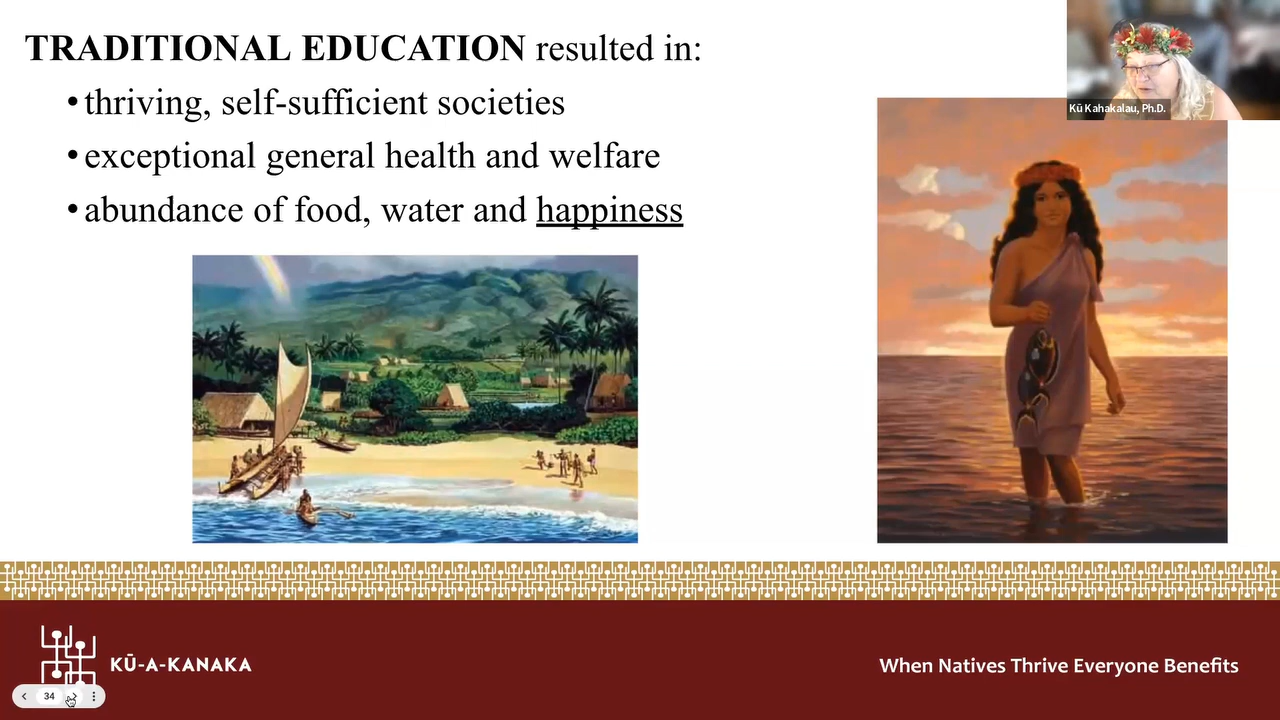 TRADITIONAL EDUCATION resulted in:
• thriving, self-sufficient societies
• exceptional general health and welfare
• abundance of food, water and happiness
Kū Kahakalau, Ph.D.
KŪ-A-KANAKA
When Natives Thrive Everyone Benefits
34